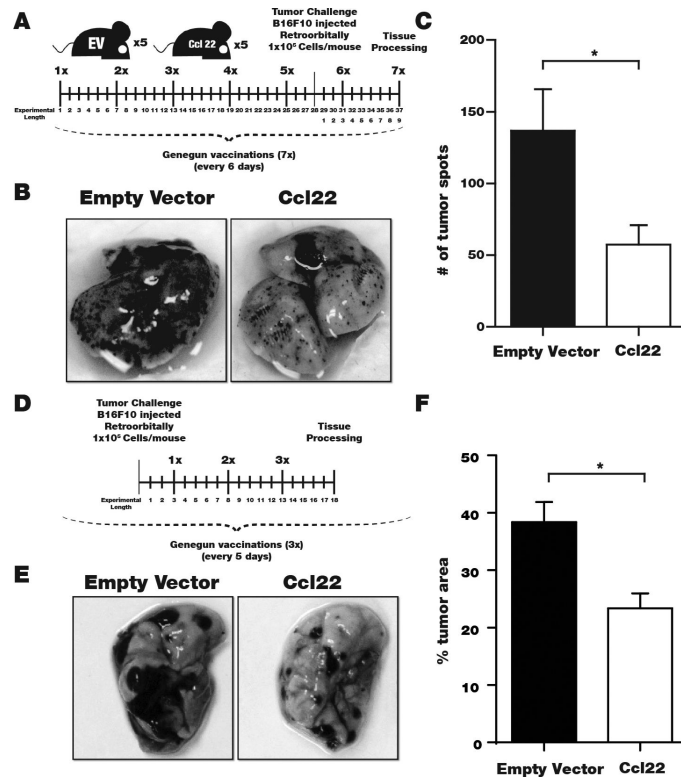 A
EV x5
Ccl 22 x5
Tumor Challenge
B16F10 injected
Retroorbitally
1x10⁵ Cells/mouse
Tissue
Processing
1x 2x 3x 4x 5x 6x 7x
Experimental
Length
1 2 3 4 5 6 7 8 9 10 11 12 13 14 15 16 17 18 19 20 21 22 23 24 25 26 27 28 29 30 31 32 33 34 35 36 37
1 2 3 4 5 6 7 8 9
Genegun vaccinations (7x)
(every 6 days)
B
Empty Vector Ccl22
C
*
# of tumor spots
200
150
100
50
0
Empty Vector Ccl22
D
Tumor Challenge
B16F10 injected
Retroorbitally
1x10⁵ Cells/mouse
Tissue
Processing
1x 2x 3x
Experimental
Length
1 2 3 4 5 6 7 8 9 10 11 12 13 14 15 16 17 18
Genegun vaccinations (3x)
(every 5 days)
E
Empty Vector Ccl22
F
*
% tumor area
50
40
30
20
10
0
Empty Vector Ccl22